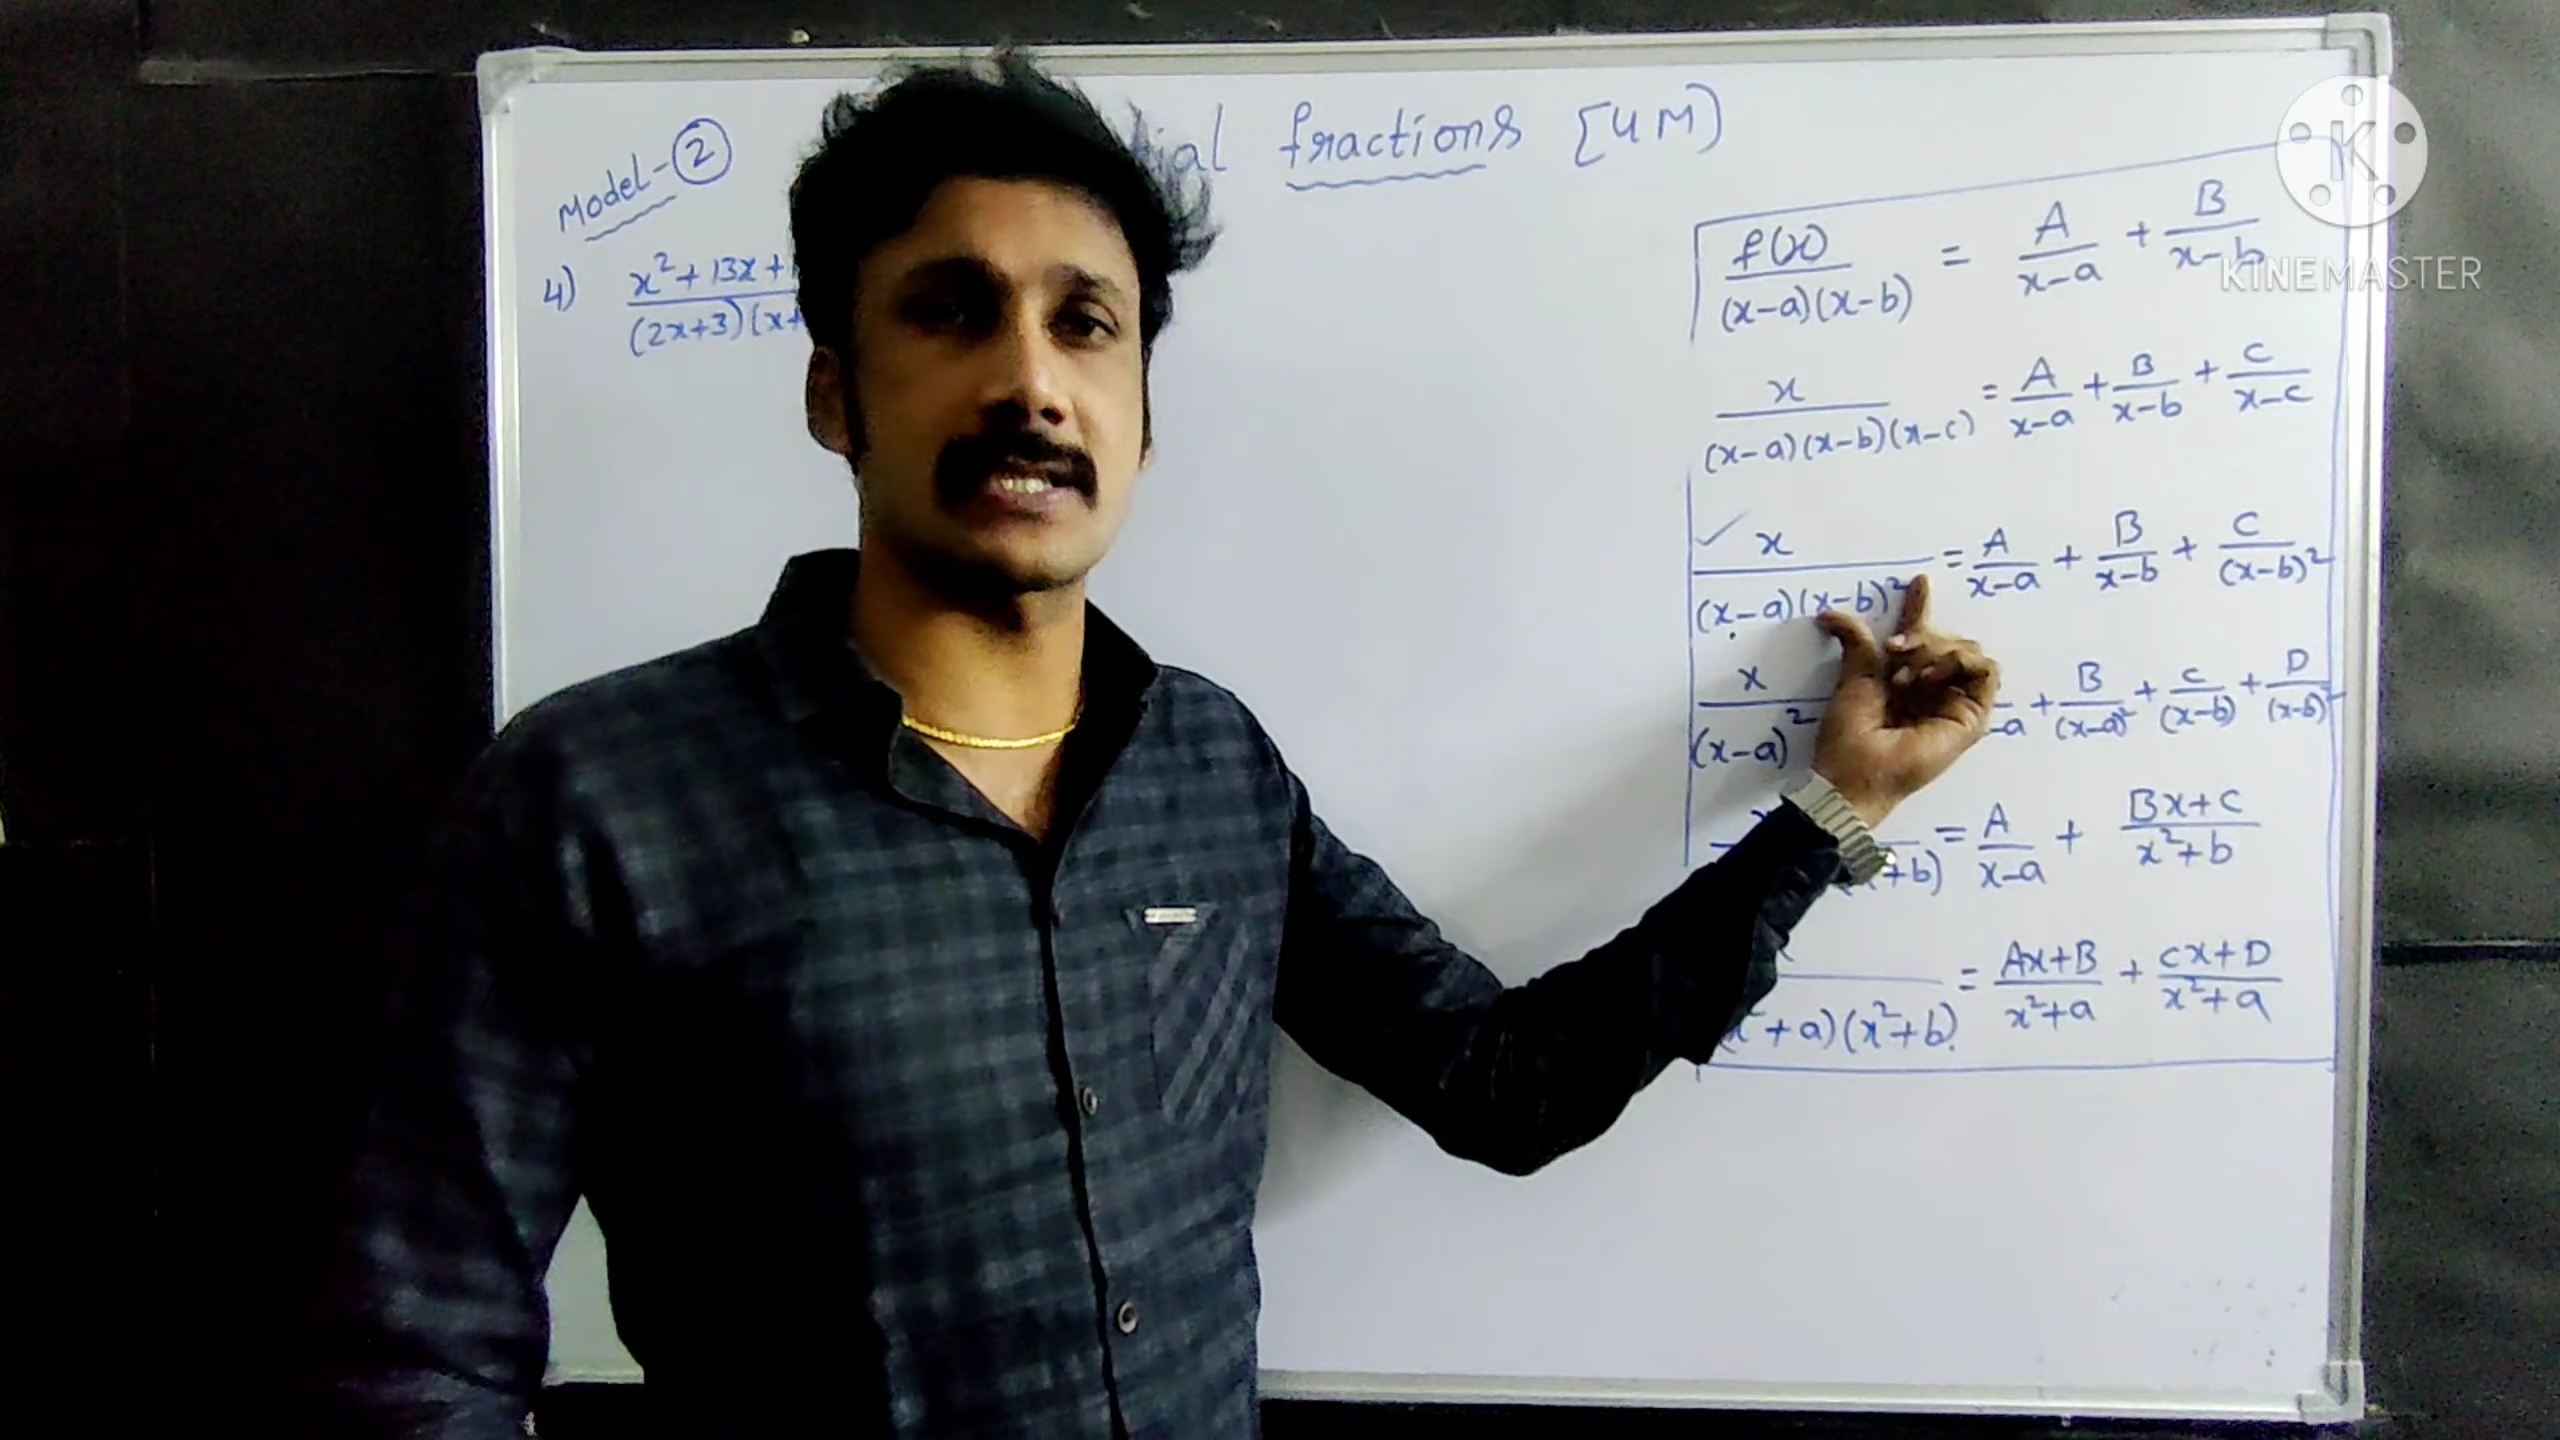 Model-②
fractions [4M]
4) x² + 13x +
(2x+3)(x+
f(x)/(x-a)(x-b) = A/x-a + B/x-b
x/(x-a)(x-b)(x-c) = A/x-a + B/x-b + C/x-c
✓ x/(x-a)(x-b)² = A/x-a + B/x-b + C/(x-b)²
x/(x-a)² -a + B/(x-a)² + C/(x-b) + D/(x-b)²
+b) = A/x-a + Bx+C/x²+b
+a)(x²+b) = Ax+B/x²+a + Cx+D/x²+a
K
KINEMASTER